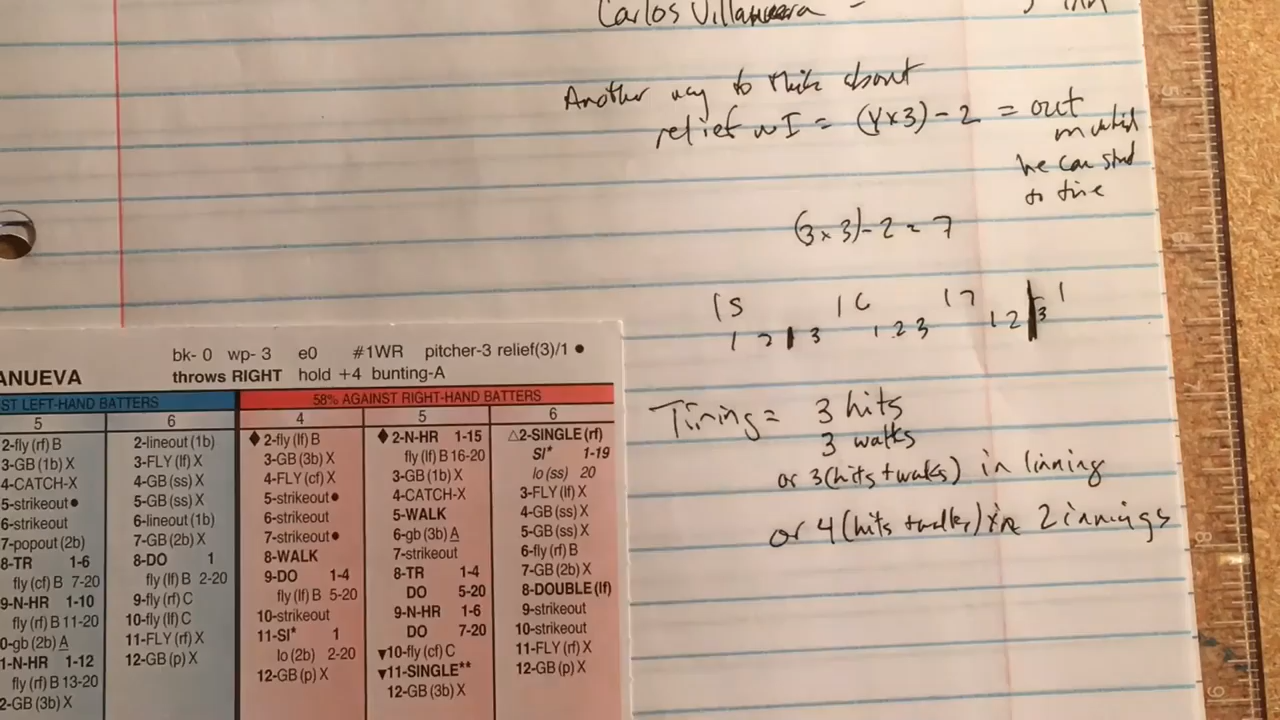 Carlos Villanueva -
Another way to think about
relief w I = (4x3) - 2 = out
in which
he can start
to tire
(3 x 3) - 2 = 7
15 16 17 1
1 2 3 1 2 3 1 2 3
Tiring = 3 hits
3 walks
or 3 (hits + walks) in 1 inning
or 4 (hits + walks) in 2 innings
bk- 0 wp- 3 e0 #1WR pitcher-3 relief(3)/1 ●
ANUEVA throws RIGHT hold +4 bunting-A
ST LEFT-HAND BATTERS
5 6
2-fly (rf) B
3-GB (1b) X
4-CATCH-X
5-strikeout●
6-strikeout
7-popout (2b)
8-TR 1-6
fly (cf) B 7-20
9-N-HR 1-10
fly (rf) B 11-20
0-gb (2b) A
1-N-HR 1-12
fly (rf) B 13-20
2-GB (3b) X
2-lineout (1b)
3-FLY (lf) X
4-GB (ss) X
5-GB (ss) X
6-lineout (1b)
7-GB (2b) X
8-DO 1
fly (lf) B 2-20
9-fly (rf) C
10-fly (lf) C
11-FLY (rf) X
12-GB (p) X
58% AGAINST RIGHT-HAND BATTERS
4 5 6
♦2-fly (lf) B
3-GB (3b) X
4-FLY (cf) X
5-strikeout●
6-strikeout
7-strikeout●
8-WALK
9-DO 1-4
fly (lf) B 5-20
10-strikeout
11-SI* 1
lo (2b) 2-20
12-GB (p) X
♦2-N-HR 1-15
fly (lf) B 16-20
3-GB (1b) X
4-CATCH-X
5-WALK
6-gb (3b) A
7-strikeout
8-TR 1-4
DO 5-20
9-N-HR 1-6
DO 7-20
▼10-fly (cf) C
▼11-SINGLE**
12-GB (3b) X
△2-SINGLE (rf)
SI* 1-19
lo (ss) 20
3-FLY (lf) X
4-GB (ss) X
5-GB (ss) X
6-fly (rf) B
7-GB (2b) X
8-DOUBLE (lf)
9-strikeout
10-strikeout
11-FLY (rf) X
12-GB (p) X